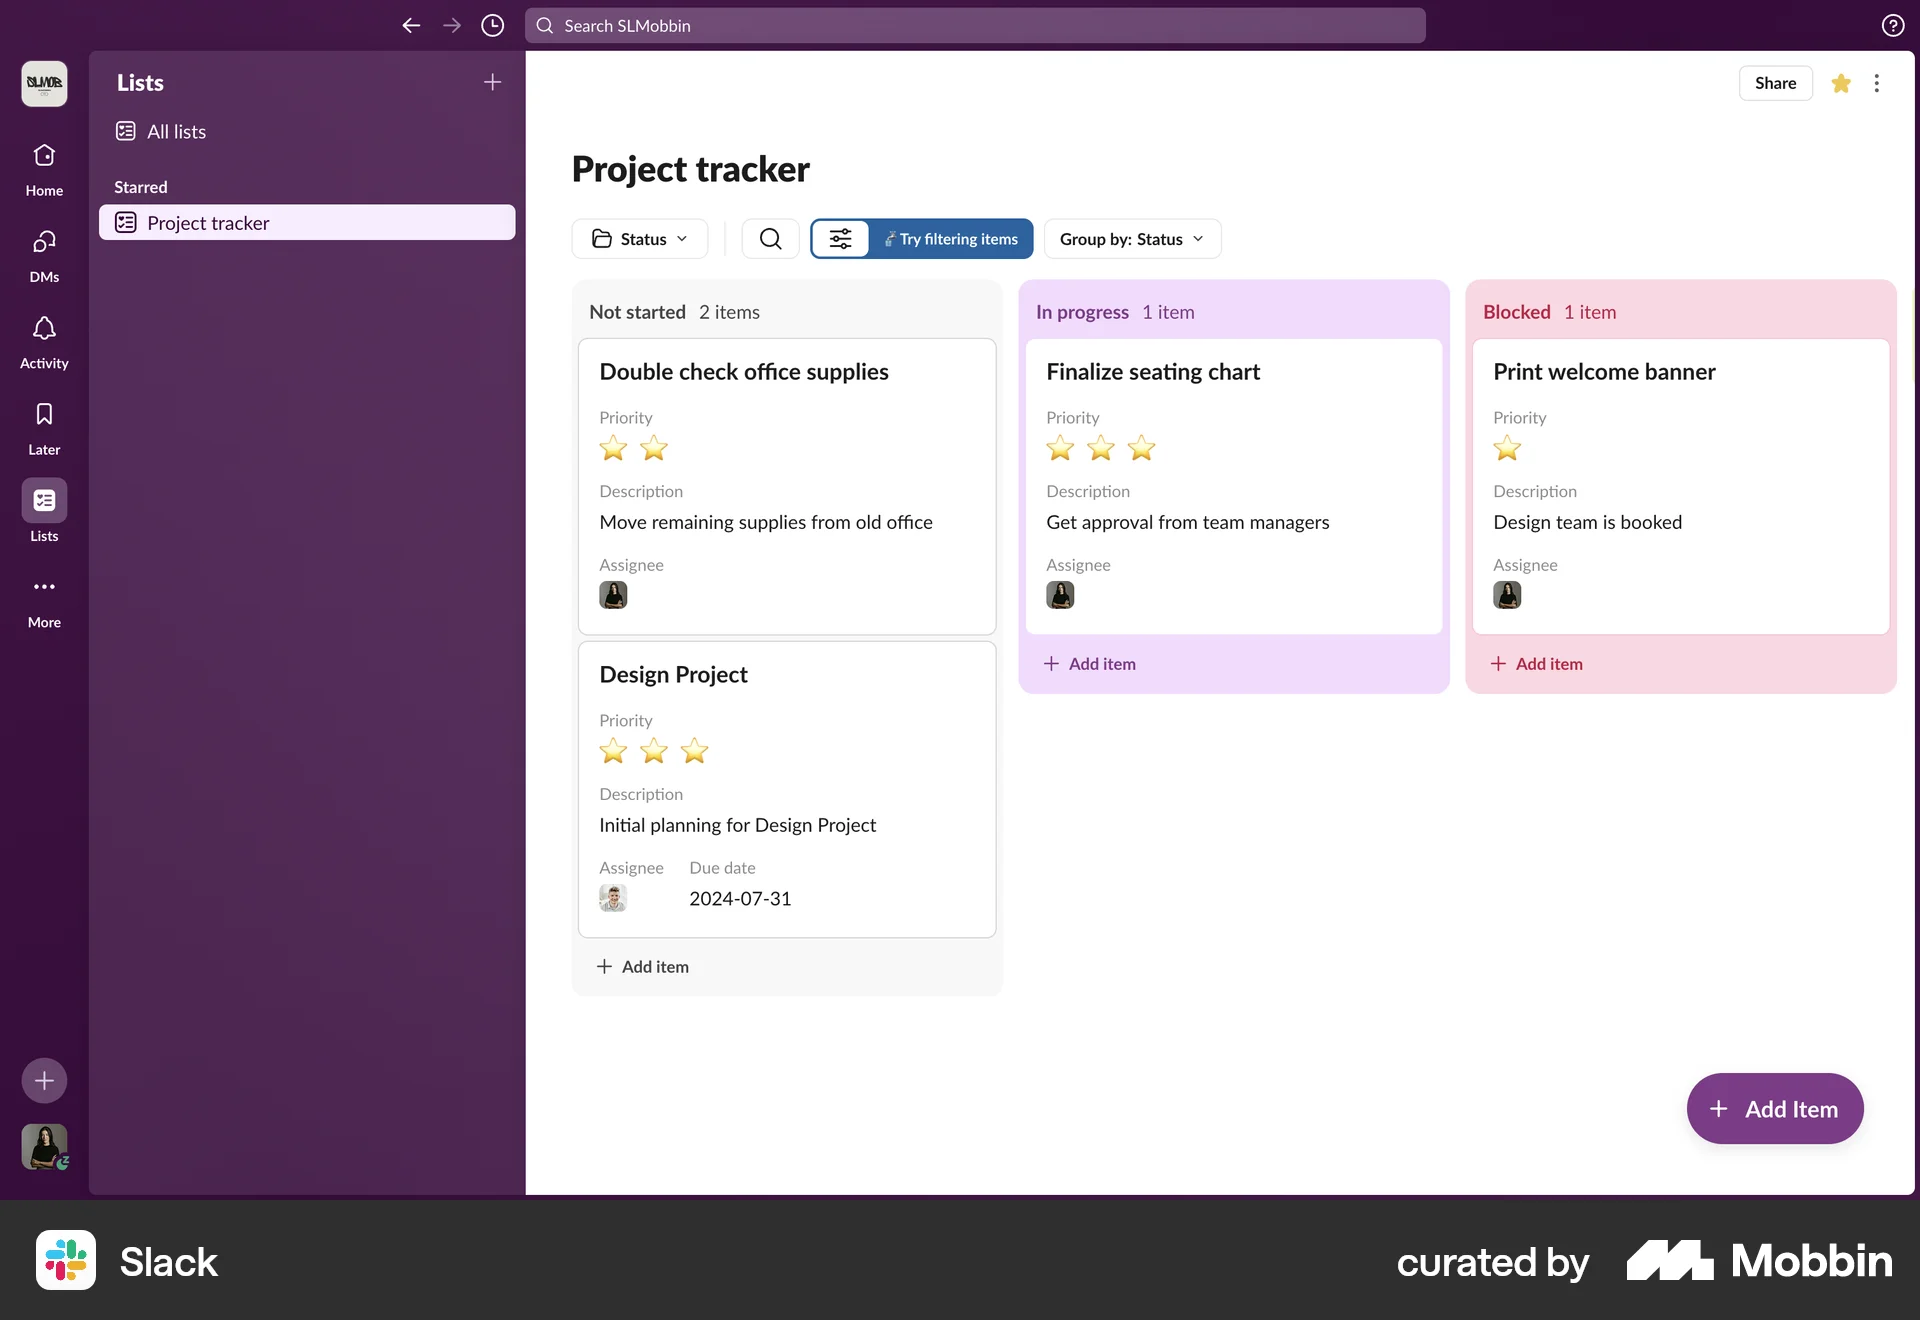 Search SLMobbin
SLMOB
Home
DMs
Activity
Later
Lists
More
Lists
All lists
Starred
Project tracker
Share
Project tracker
Status
Try filtering items
Group by: Status
Not started 2 items
Double check office supplies
Priority
Description
Move remaining supplies from old office
Assignee
Design Project
Priority
Description
Initial planning for Design Project
Assignee Due date
2024-07-31
Add item
In progress 1 item
Finalize seating chart
Priority
Description
Get approval from team managers
Assignee
Add item
Blocked 1 item
Print welcome banner
Priority
Description
Design team is booked
Assignee
Add item
Add Item
Slack
curated by Mobbin